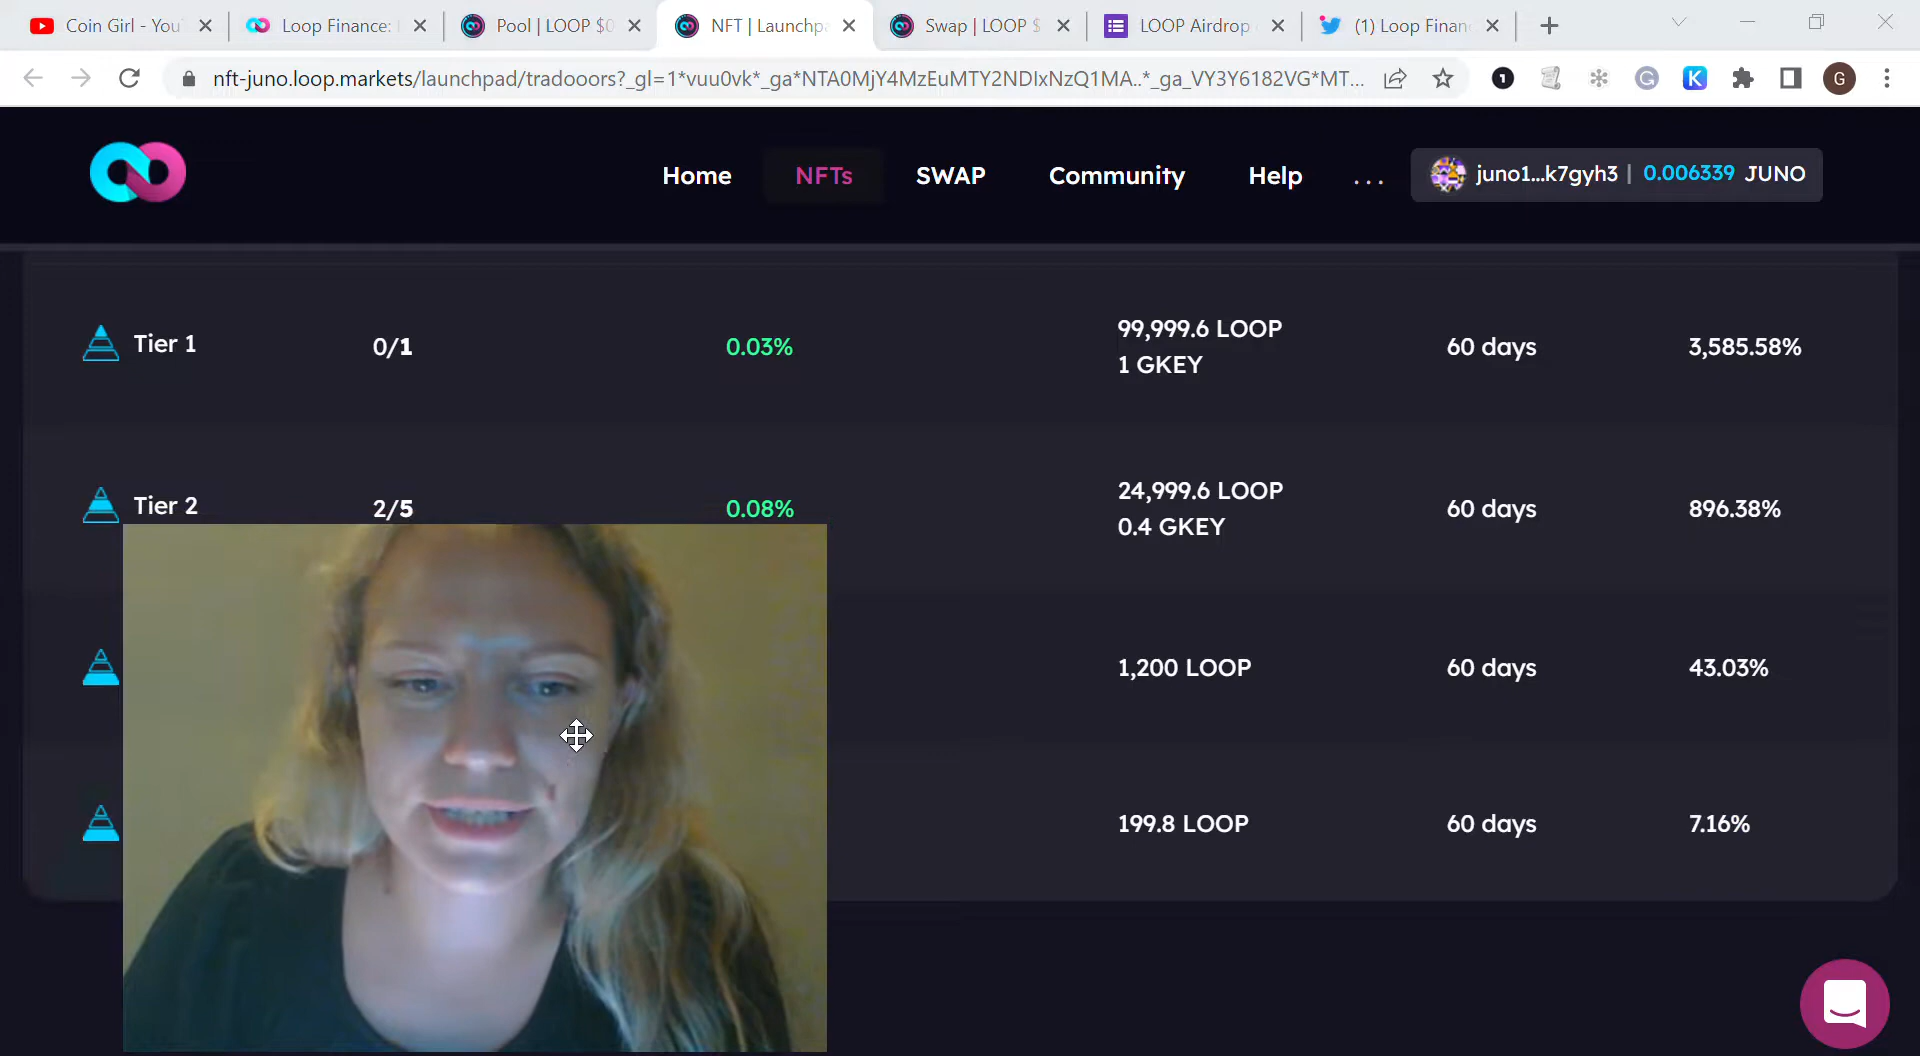 Coin Girl - You
Loop Finance:
Pool | LOOP $0
NFT | Launchpa
Swap | LOOP $
LOOP Airdrop
(1) Loop Finan
nft-juno.loop.markets/launchpad/tradooors?_gl=1*vuu0vk*_ga*NTA0MjY4MzEuMTY2NDIxNzQ1MA..*_ga_VY3Y6182VG*MT...
1
G
K
G
Home
NFTs
SWAP
Community
Help
...
juno1...k7gyh3 | 0.006339 JUNO
Tier 1
0/1
0.03%
99,999.6 LOOP
1 GKEY
60 days
3,585.58%
Tier 2
2/5
0.08%
24,999.6 LOOP
0.4 GKEY
60 days
896.38%
1,200 LOOP
60 days
43.03%
199.8 LOOP
60 days
7.16%